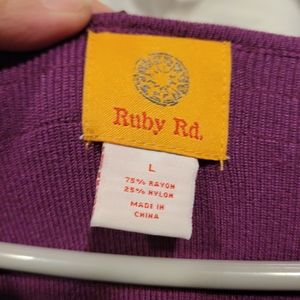 Ruby Rd.
L
75% RAYON
25% NYLON
MADE IN
CHINA